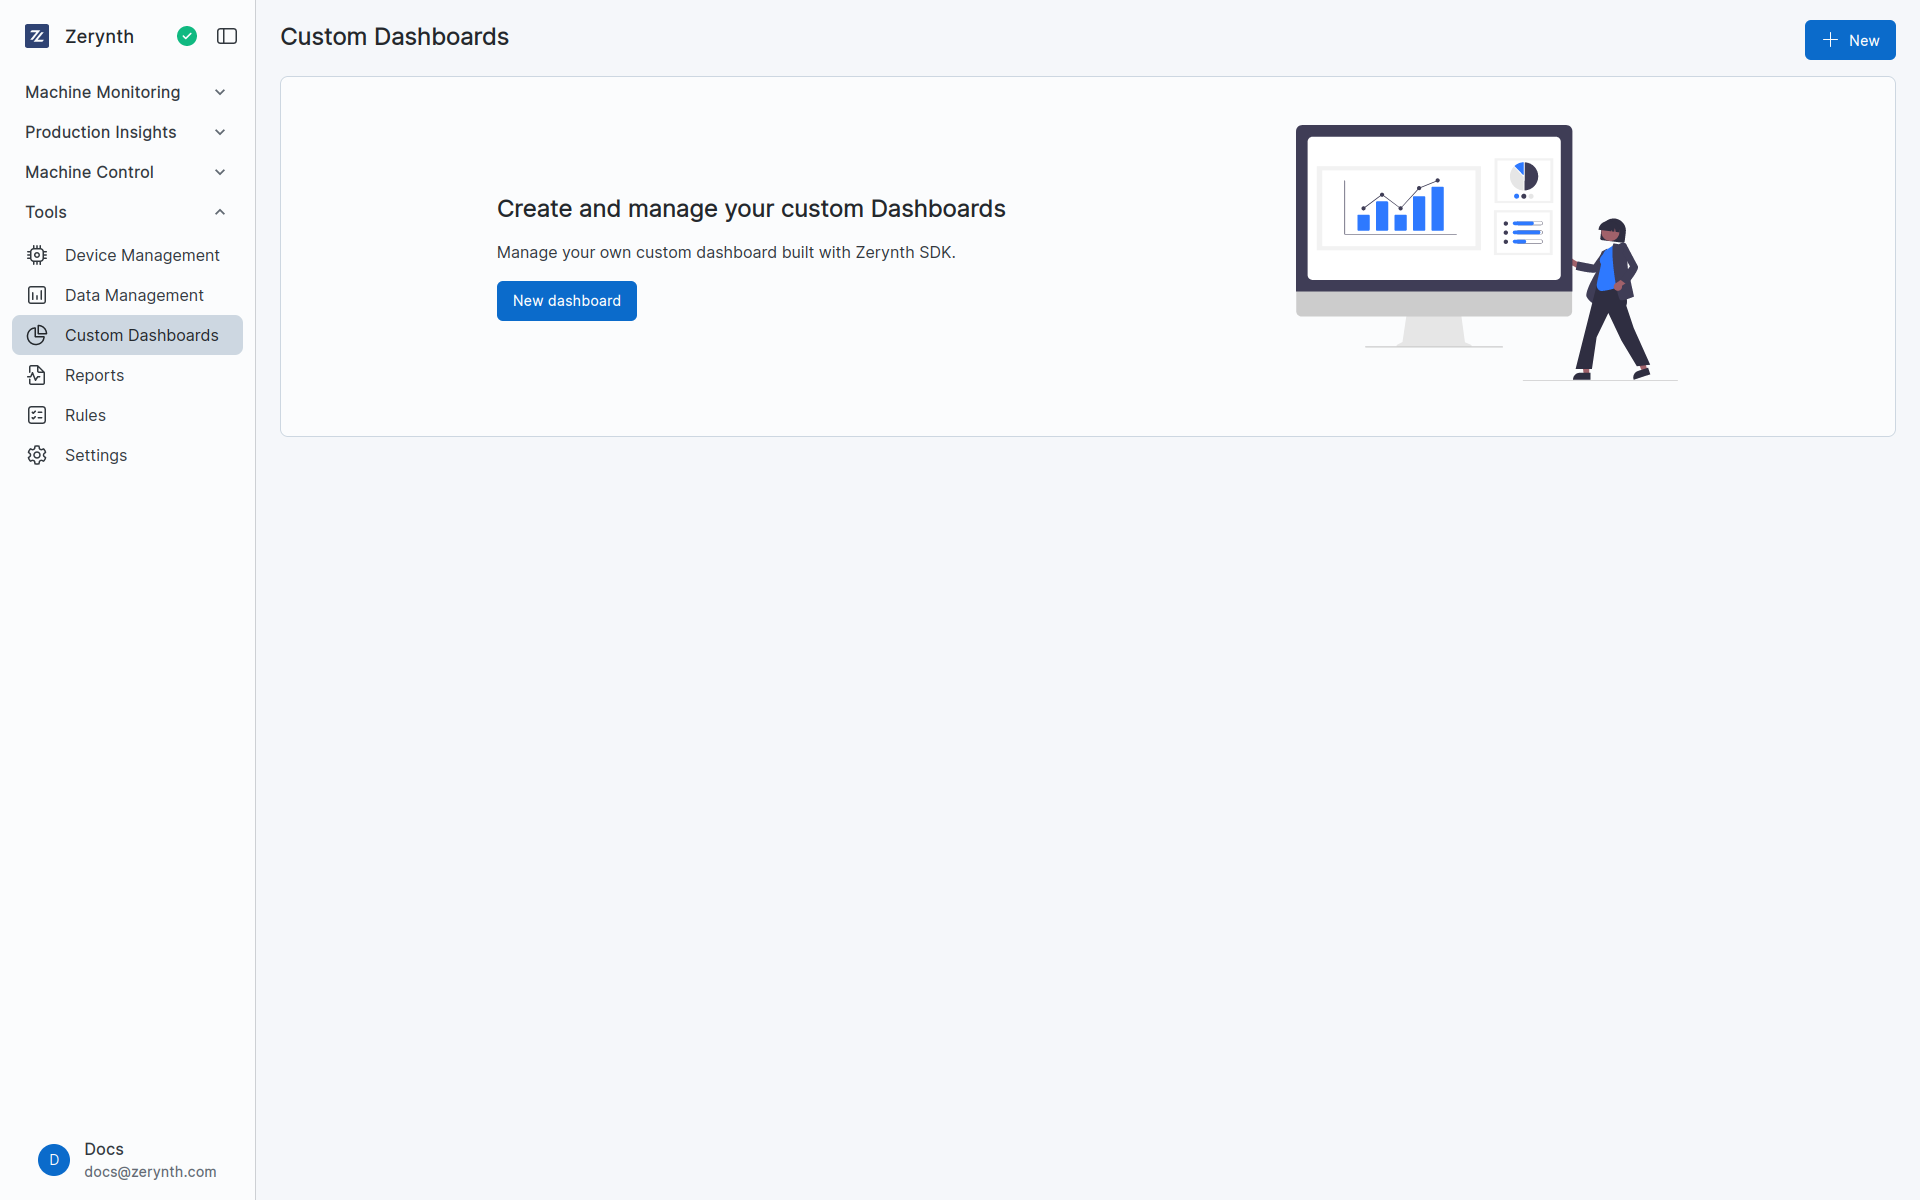 Zerynth
Machine Monitoring
Production Insights
Machine Control
Tools
Device Management
Data Management
Custom Dashboards
Reports
Rules
Settings
D
Docs
docs@zerynth.com
Custom Dashboards
New
Create and manage your custom Dashboards
Manage your own custom dashboard built with Zerynth SDK.
New dashboard